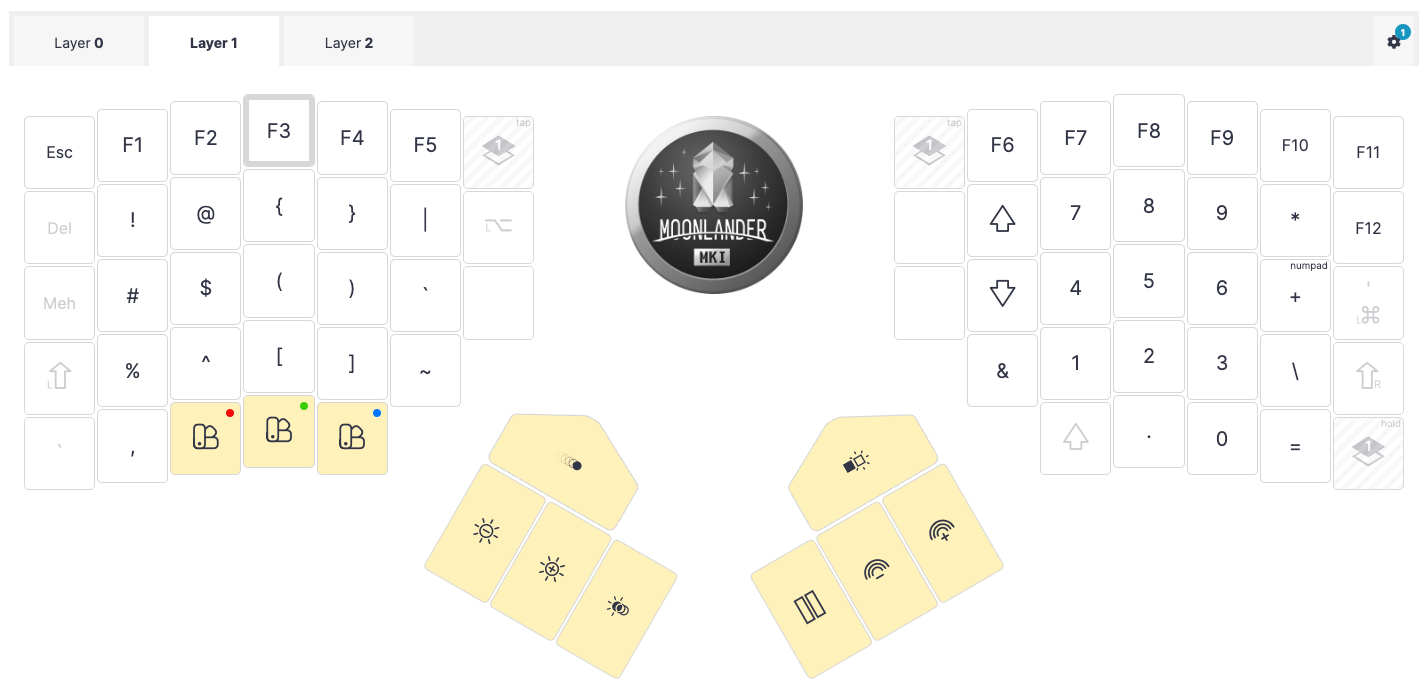 Layer 0
Layer 1
Layer 2
1
Esc
F1
F2
F3
F4
F5
tap
1
MOONLANDER
MKI
tap
1
F6
F7
F8
F9
F10
F11
Del
!
@
{
}
|
7
8
9
*
F12
Meh
#
$
(
)
`
4
5
6
numpad
+
'
L⌘
L
%
^
[
]
~
&
1
2
3
\
R
`
,
.
0
=
hold
1